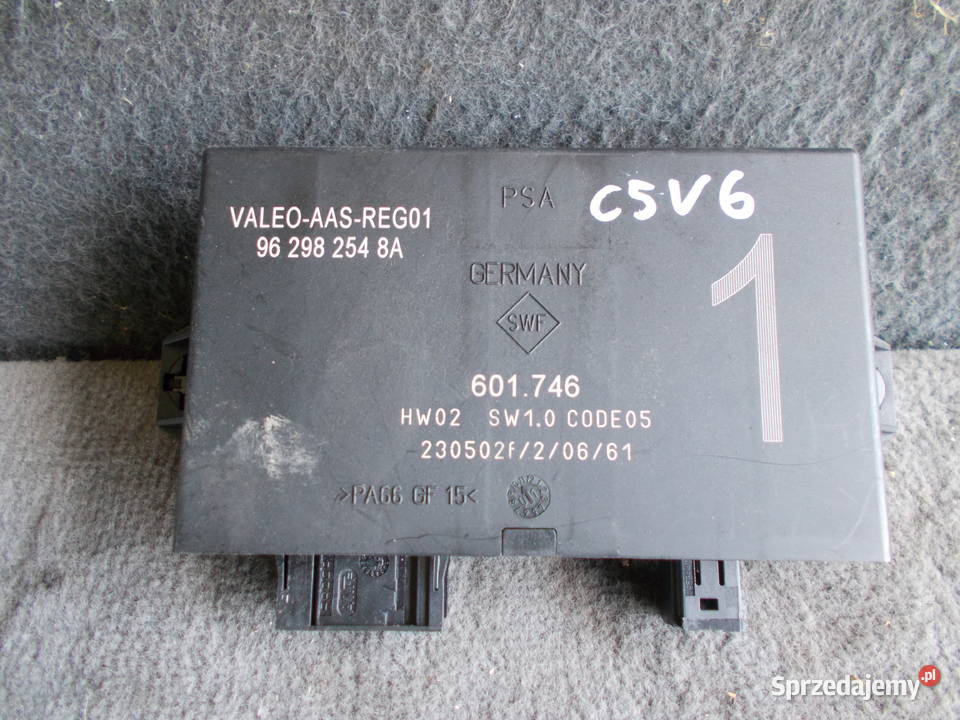 PSA
C5V6
VALEO-AAS-REG01
96 298 254 8A
GERMANY
SWF
1
601.746
HW02 SW1.0 CODE05
230502F/2/06/61
>PA66 GF 15<
Sprzedajemy.pl